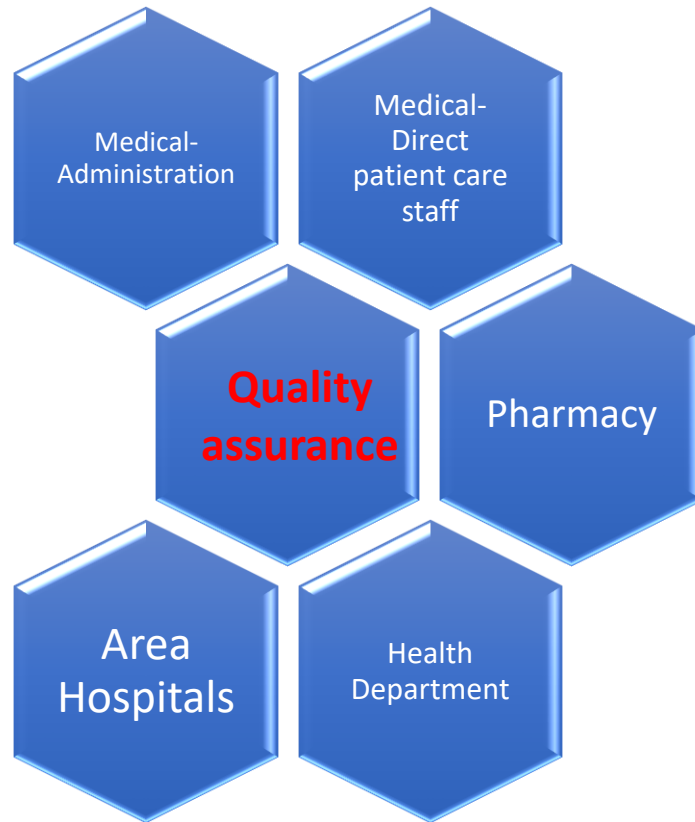 Medical-
Administration
Medical-
Direct
patient care
staff
Quality
assurance
Pharmacy
Area
Hospitals
Health
Department